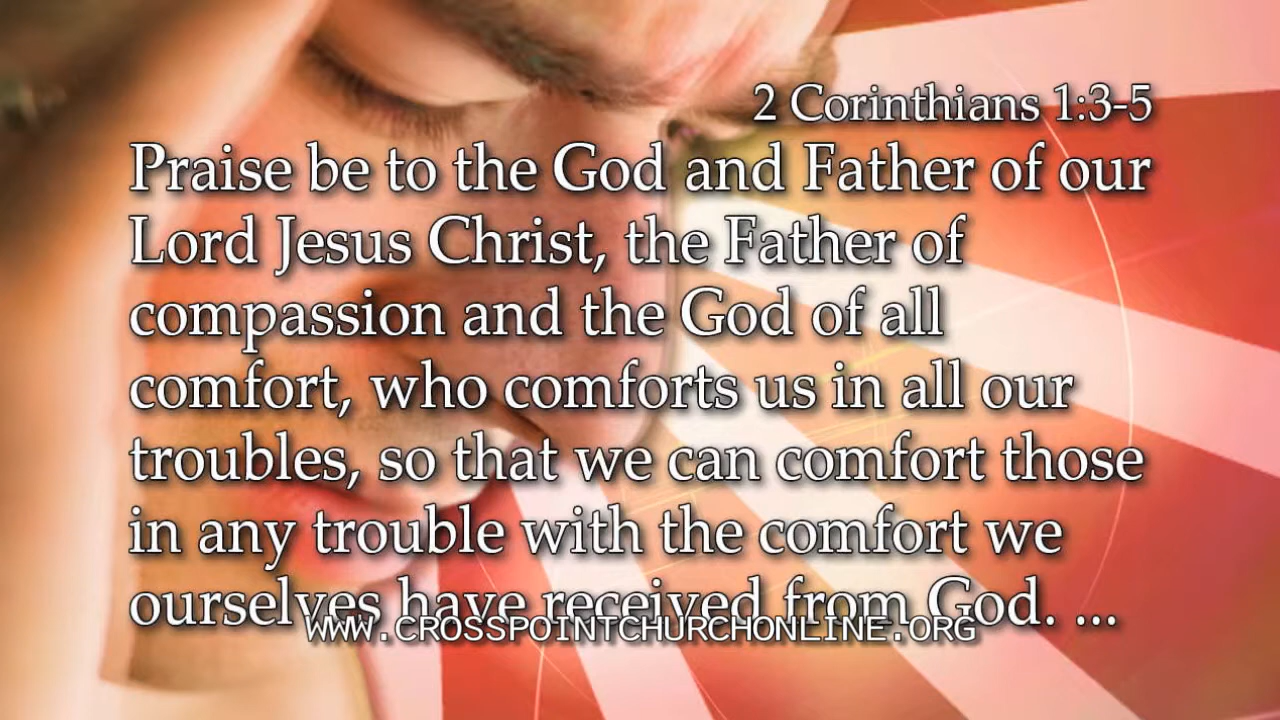 2 Corinthians 1:3-5
Praise be to the God and Father of our
Lord Jesus Christ, the Father of
compassion and the God of all
comfort, who comforts us in all our
troubles, so that we can comfort those
in any trouble with the comfort we
ourselves have received from God. ...
WWW.CROSSPOINTCHURCHONLINE.ORG